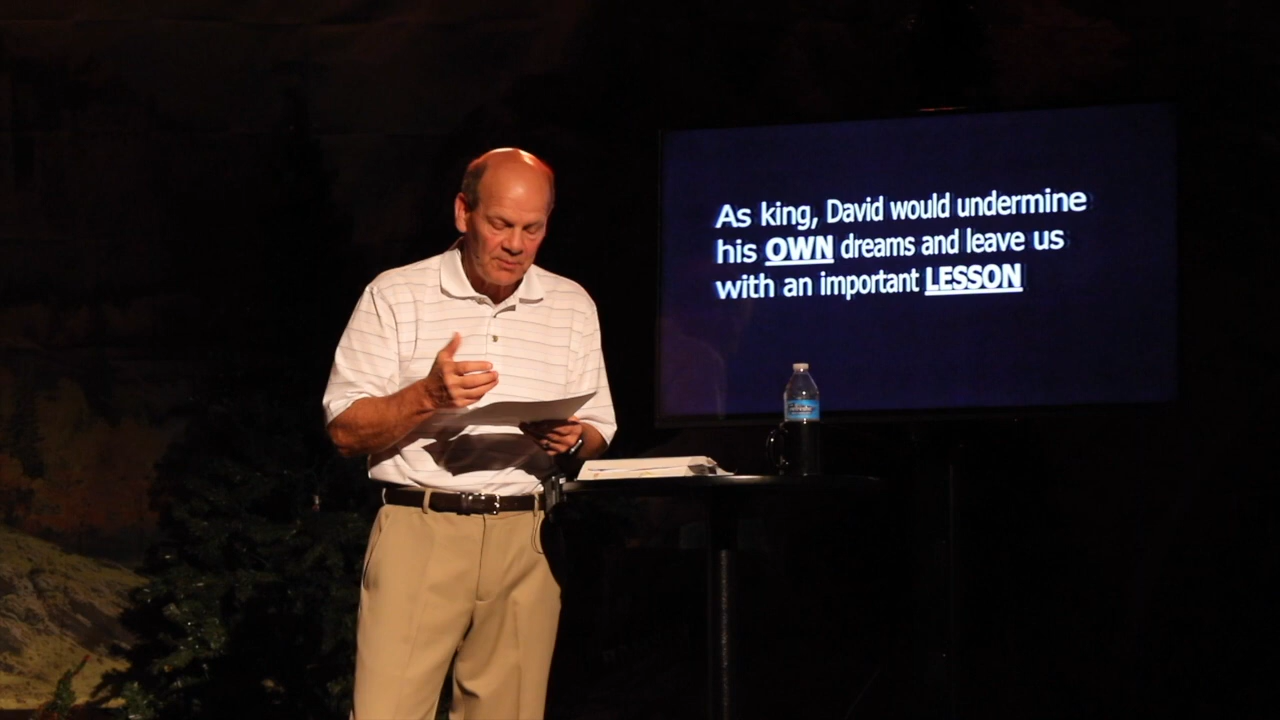 As king, David would undermine
his OWN dreams and leave us
with an important LESSON